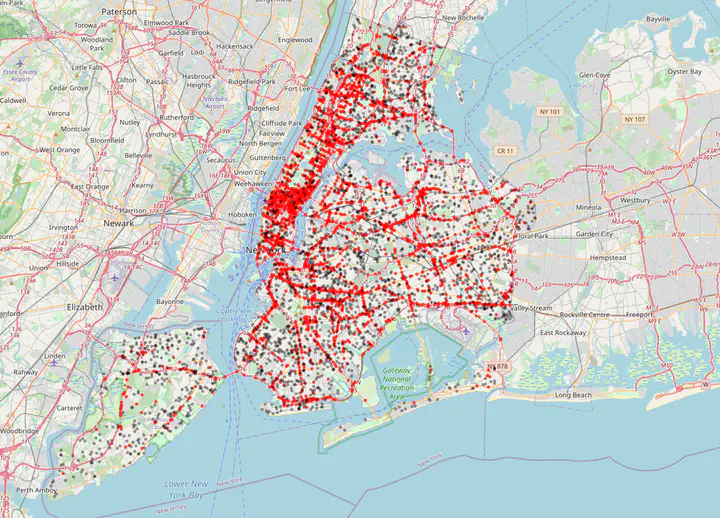 Paterson
Totowa
Elmwood Park
Saddle Brook
New Rochelle
Bayville
Woodland
Park
Garfield
Lodi
Hackensack
Englewood
Little Falls
Essex County
Airport
Clifton
Passaic
Hasbrouck
Heights
Ridgefield Park
Teterboro
Airport
Fort Lee
Glen Cove
Oyster Bay
Caldwell
Cedar Grove
Verona
Nutley
Rutherford
Ridgefield
Cliffside Park
Fairview
NY 101
NY 107
Montclair
Lyndhurst
North Bergen
Bloomfield
West Orange
Belleville
Secaucus
Guttenberg
Union City
CR 11
East Orange
Kearny
Weehawken
Harrison
Hoboken
Irvington
Newark
Mineola
Westbury
Floral Park
Garden City
Union
Hillside
Hempstead
Elizabeth
Bayonne
Upper New
York Bay
Valley Stream
Rockville Centre
Freeport
East Rockaway
New Jersey
Linden
Rahway
Carteret
Gateway
National
Recreation
Area
878
Long Beach
Woodbridge
Perth Amboy
Lower New
York Bay
New York
New York
New Jersey